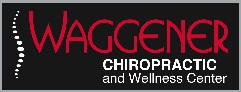 WAGGENER
CHIROPRACTIC
and Wellness Center